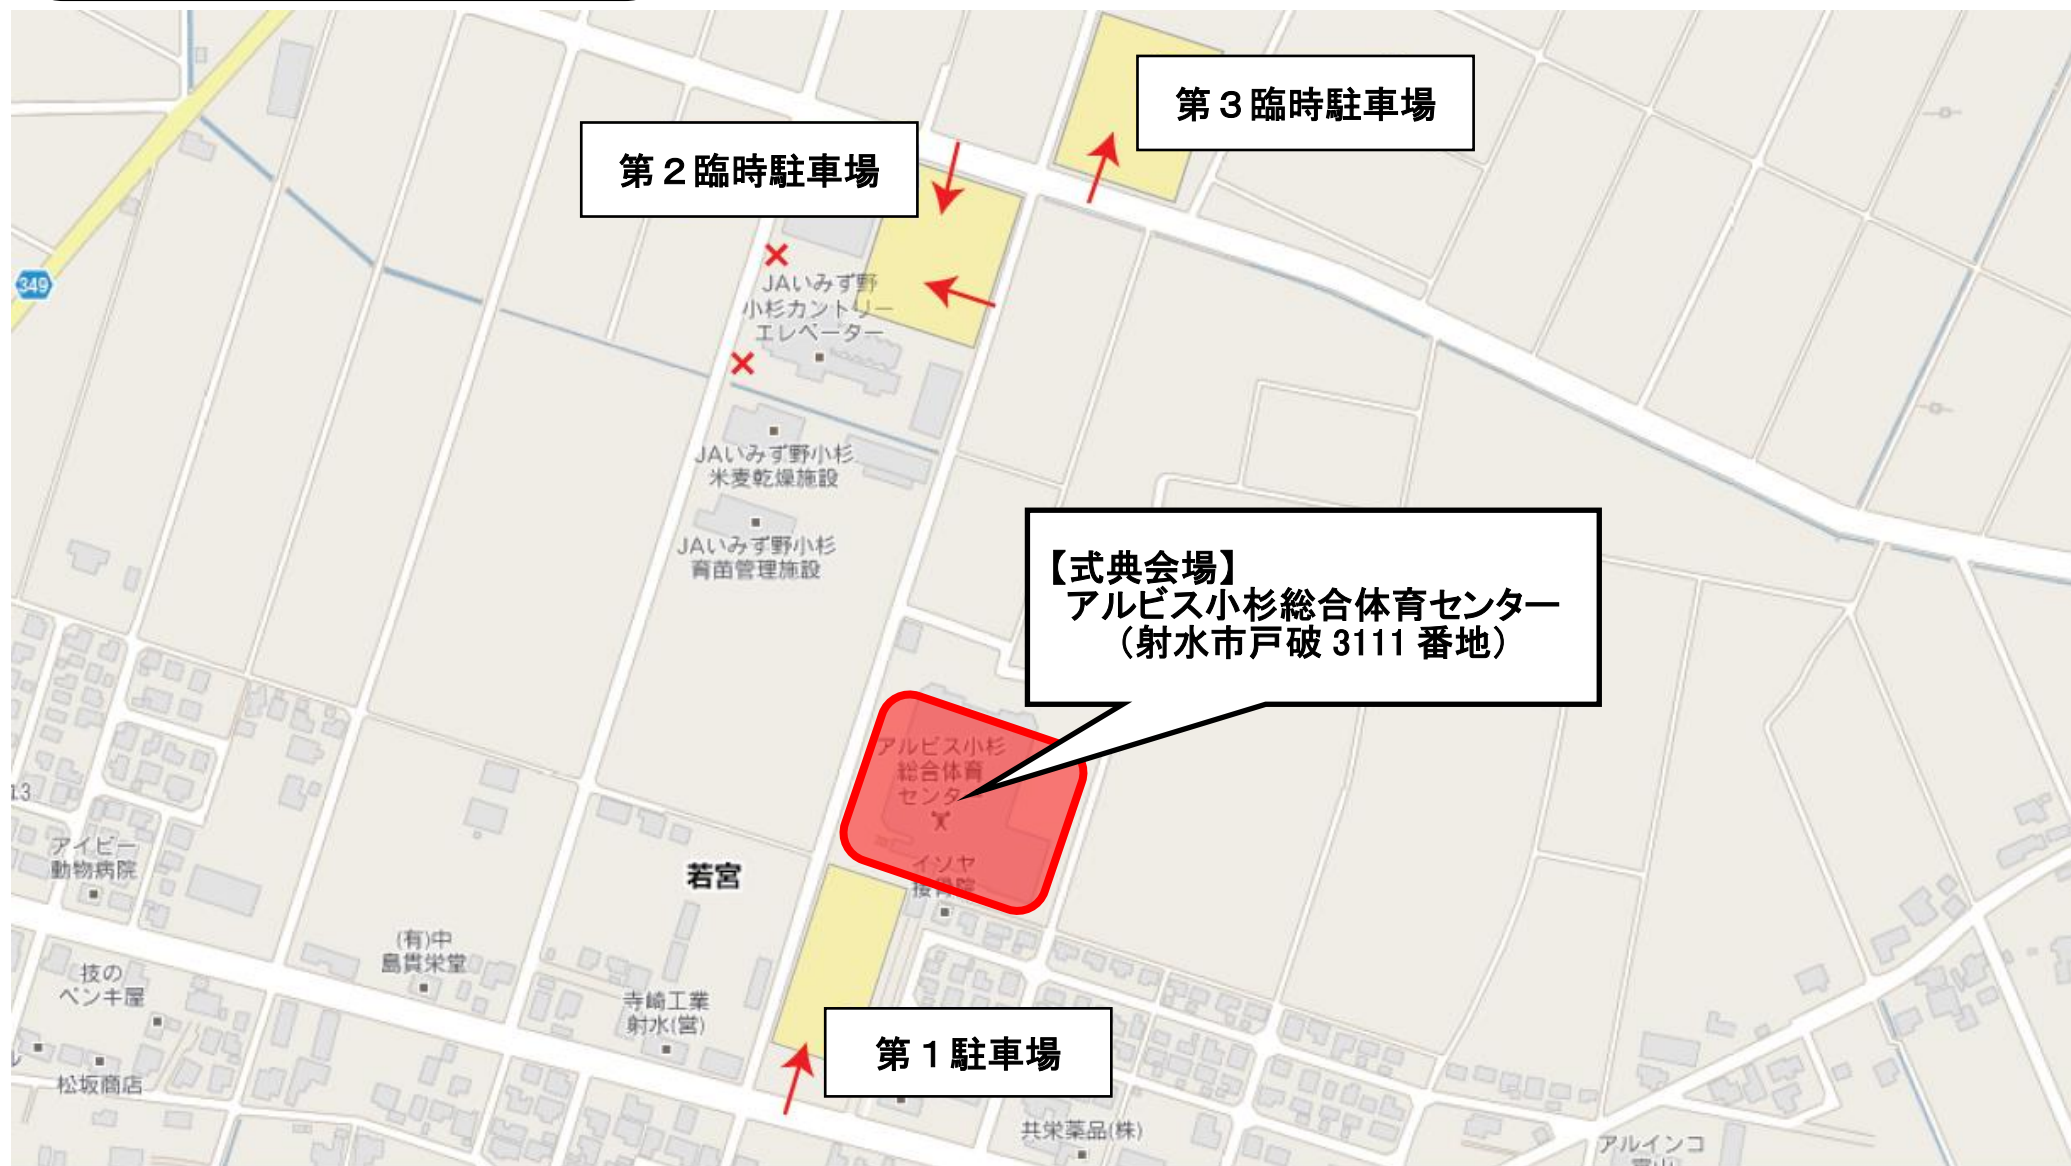 第３臨時駐車場
第２臨時駐車場
349
JAいみず野
小杉カントリー
エレベーター
JAいみず野小杉
米麦乾燥施設
JAいみず野小杉
育苗管理施設
【式典会場】
アルビス小杉総合体育センター
（射水市戸破 3111 番地）
アルビス小杉
総合体育
センター
イソヤ
接骨院
13
アイビー
動物病院
若宮
(有)中
島貫栄堂
技の
ペンキ屋
寺崎工業
射水(営)
第１駐車場
松坂商店
共栄薬品(株)
アルインコ